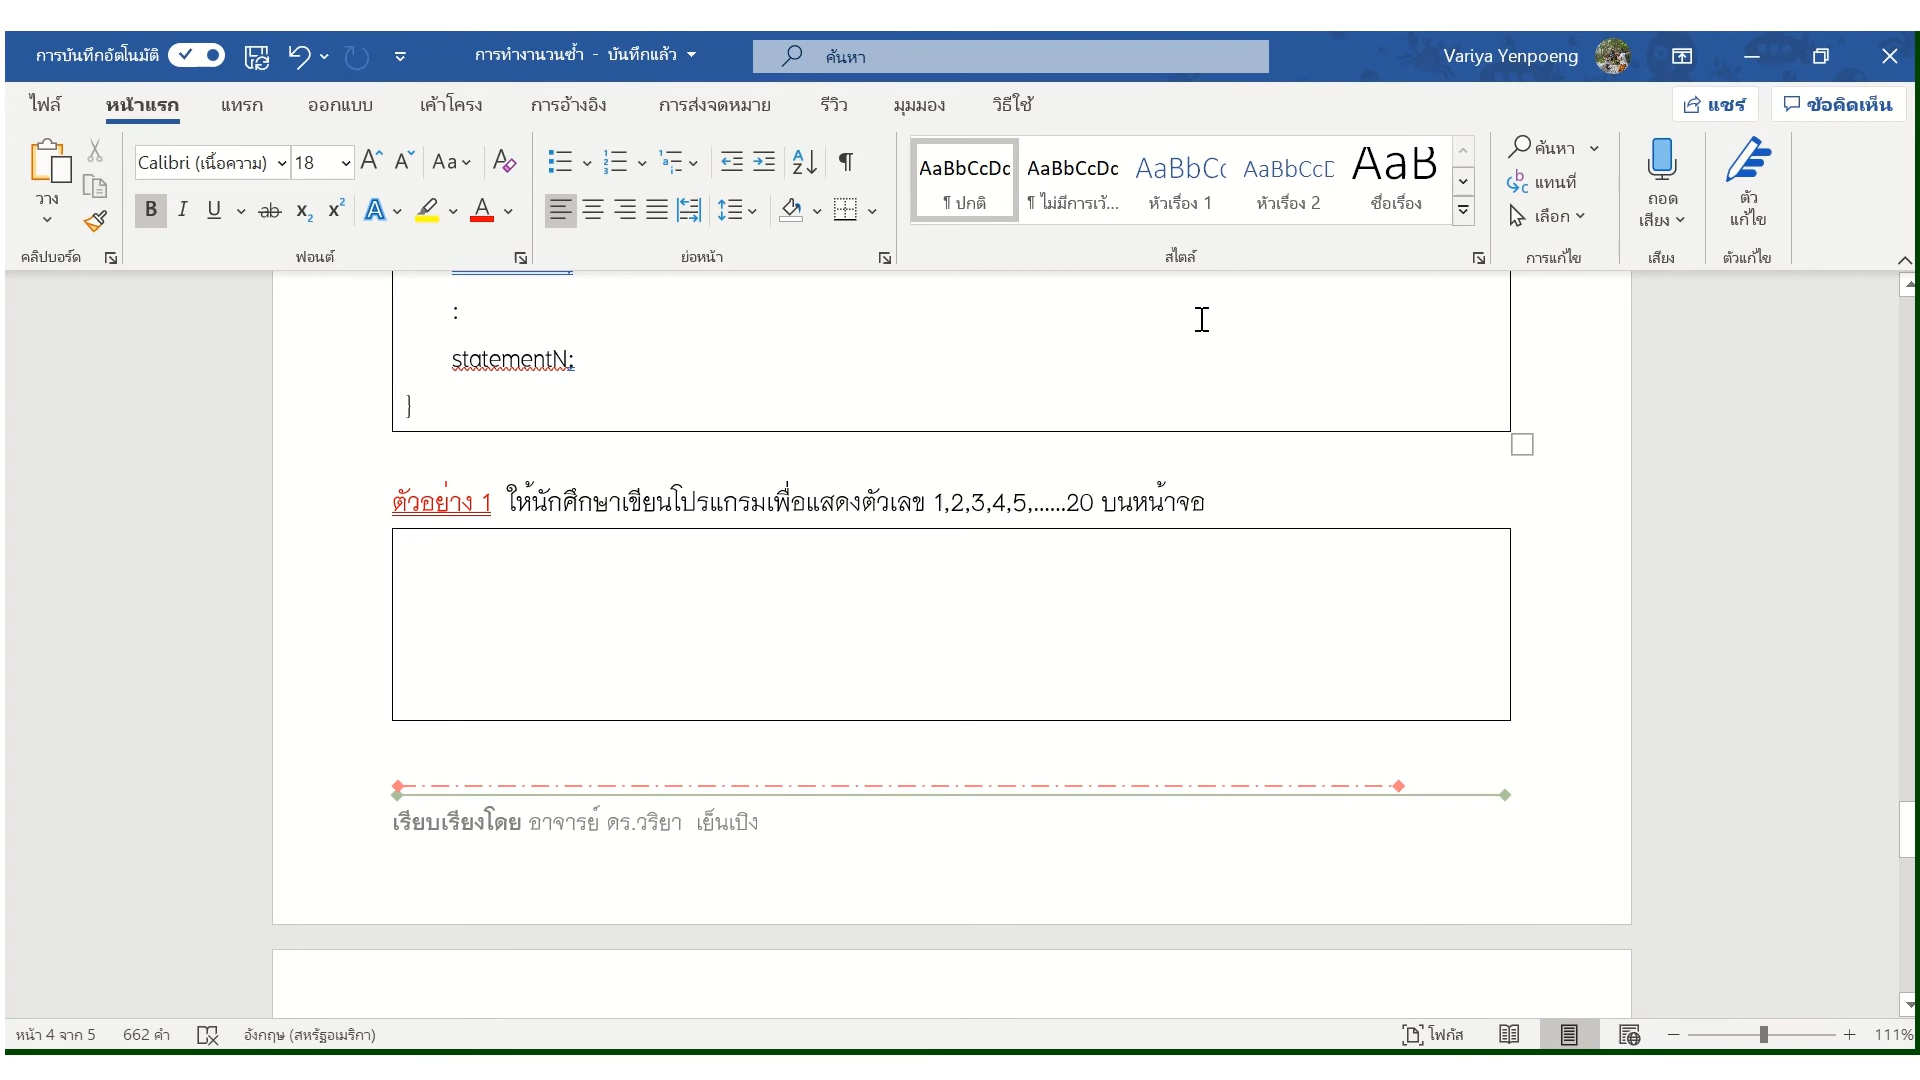 การบันทึกอัตโนมัติ การทำงานวนซ้ำ - บันทึกแล้ว ค้นหา Variya Yenpoeng
ไฟล์ หน้าแรก แทรก ออกแบบ เค้าโครง การอ้างอิง การส่งจดหมาย รีวิว มุมมอง วิธีใช้ แชร์ ข้อคิดเห็น
วาง
Calibri (เนื้อความ) 18
AaBbCcDc AaBbCcDc AaBbCc AaBbCcD AaB
¶ ปกติ ¶ ไม่มีการเว้... หัวเรื่อง 1 หัวเรื่อง 2 ชื่อเรื่อง
ค้นหา
แทนที่
เลือก
ถอด
เสียง
ตัว
แก้ไข
คลิปบอร์ด ฟอนต์ ย่อหน้า สไตล์ การแก้ไข เสียง ตัวแก้ไข
:
statementN;
}
ตัวอย่าง 1 ให้นักศึกษาเขียนโปรแกรมเพื่อแสดงตัวเลข 1,2,3,4,5,......20 บนหน้าจอ
เรียบเรียงโดย อาจารย์ ดร.วริยา เย็นเปิง
หน้า 4 จาก 5 662 คำ อังกฤษ (สหรัฐอเมริกา) โฟกัส 111%